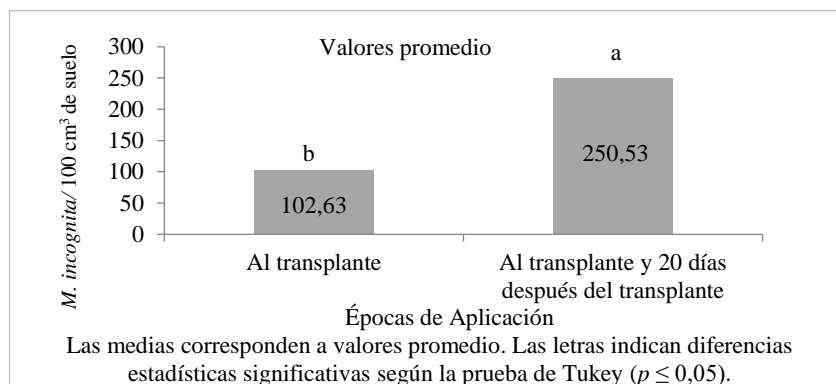 Valores promedio
M. incognita/ 100 cm³ de suelo
300
250
200
150
100
50
0
b
102,63
a
250,53
Al transplante
Al transplante y 20 días
después del transplante
Épocas de Aplicación
Las medias corresponden a valores promedio. Las letras indican diferencias
estadísticas significativas según la prueba de Tukey (p ≤ 0,05).